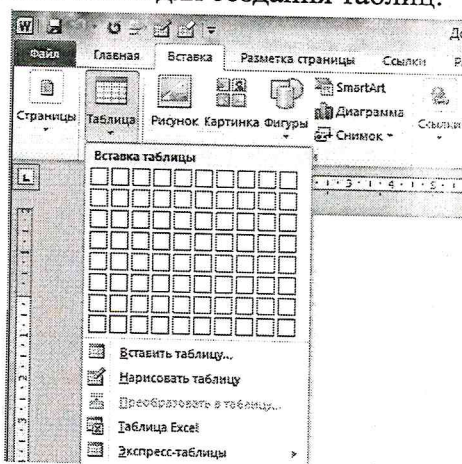 для создания таблиц.
Файл Главная Вставка Разметка страницы Ссылки
Страницы Таблица Рисунок Картинка Фигуры SmartArt
Диаграмма
Снимок
Ссылки
Вставка таблицы
Вставить таблицу...
Нарисовать таблицу
Преобразовать в таблицу...
Таблица Excel
Экспресс-таблицы